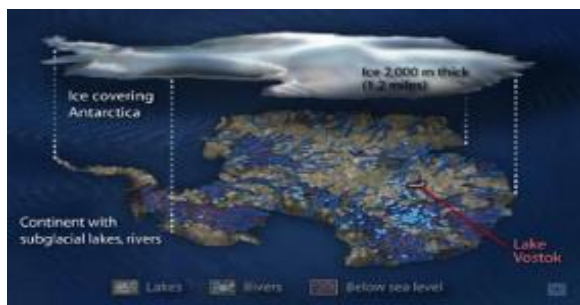 Ice 2,000 m thick
(1.2 miles)
Ice covering
Antarctica
Continent with
subglacial lakes, rivers
Lake
Vostok
Lakes
Rivers
Below sea level